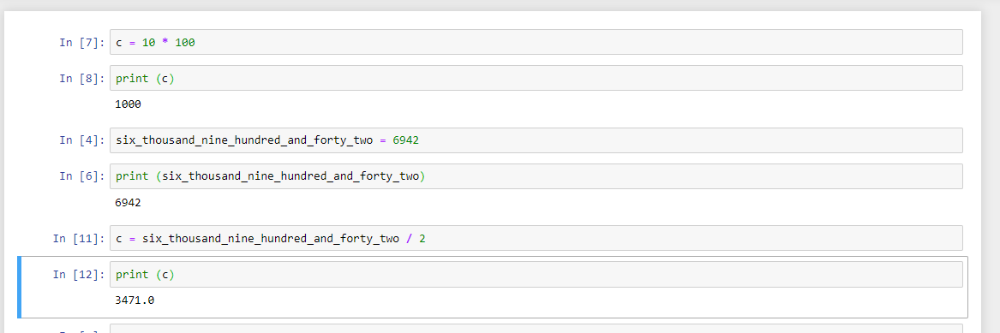 In [7]: c = 10 * 100
In [8]: print (c)
1000
In [4]: six_thousand_nine_hundred_and_forty_two = 6942
In [6]: print (six_thousand_nine_hundred_and_forty_two)
6942
In [11]: c = six_thousand_nine_hundred_and_forty_two / 2
In [12]: print (c)
3471.0